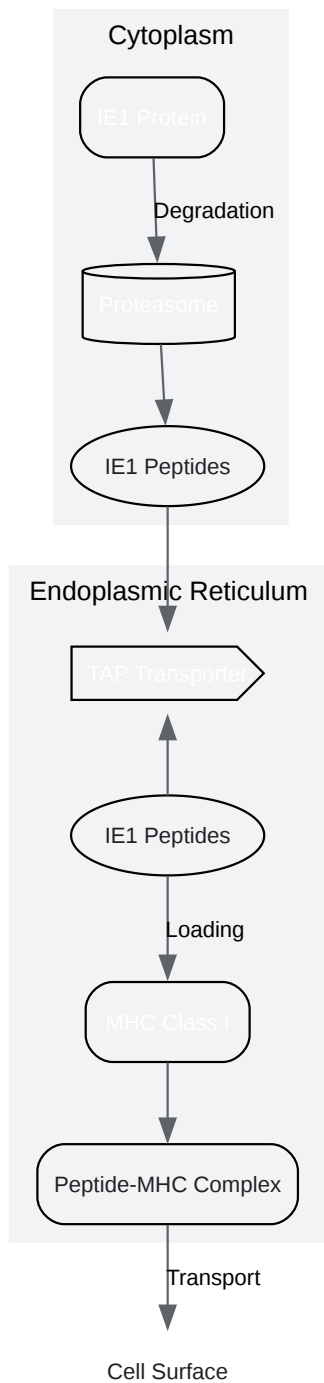 Cytoplasm
IE1 Protein
Degradation
Proteasome
IE1 Peptides
Endoplasmic Reticulum
TAP Transporter
IE1 Peptides
Loading
MHC Class I
Peptide-MHC Complex
Transport
Cell Surface